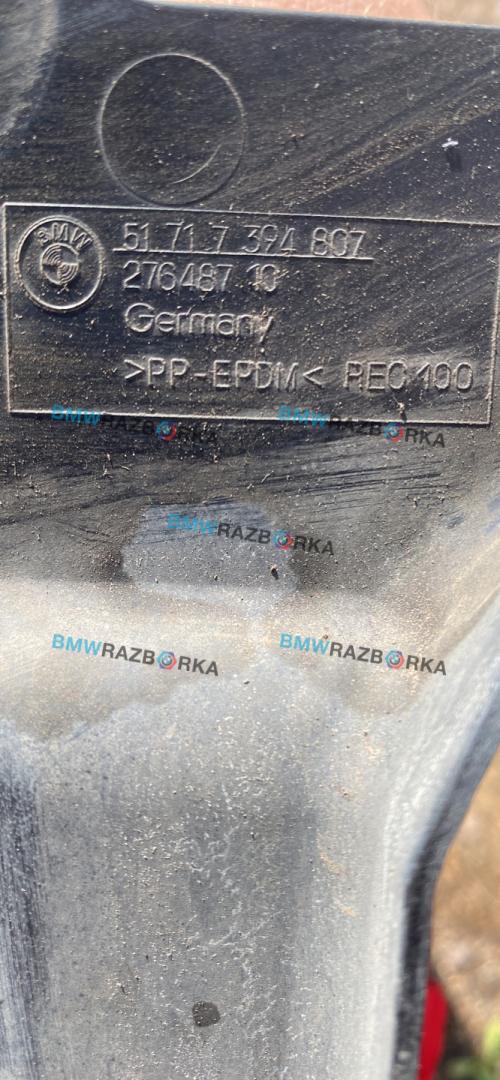 BMW
51.71 7 394 807
276487 10
Germany
>PP-EPDM< REC 100
BMWRAZBORKA
BMWRAZBORKA
BMWRAZBORKA
BMWRAZBORKA
BMWRAZBORKA